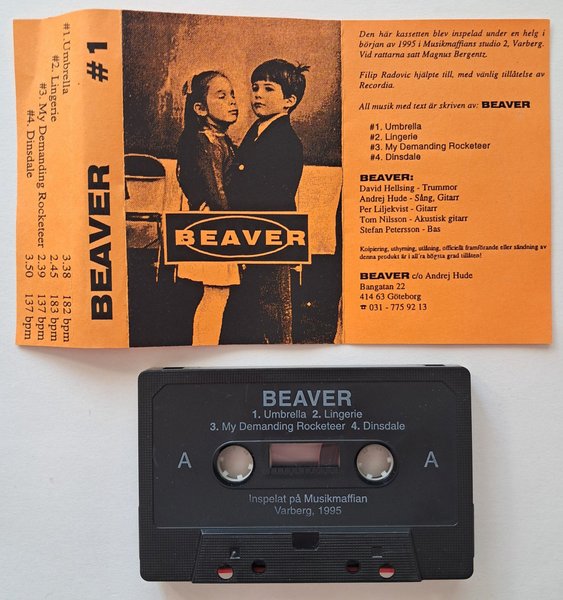 #1. Umbrella 3.38 182 bpm
#2. Lingerie 2.45 183 bpm
#3. My Demanding Rocketeer 2.39 137 bpm
#4. Dinsdale 3.50 137 bpm
BEAVER #1
BEAVER
Den här kassetten blev inspelad under en helg i
början av 1995 i Musikmaffians studio 2, Varberg.
Vid rattarna satt Magnus Bergentz.
Filip Radovic hjälpte till, med vänlig tillåtelse av
Recordia.
All musik med text är skriven av: BEAVER
#1. Umbrella
#2. Lingerie
#3. My Demanding Rocketeer
#4. Dinsdale
BEAVER:
David Hellsing - Trummor
Andrej Hude - Sång, Gitarr
Per Liljekvist - Gitarr
Tom Nilsson - Akustisk gitarr
Stefan Petersson - Bas
Kopiering, uthyrning, utlåning, officiellt framförande eller sändning av
denna produkt är i all'ra högsta grad tillåten!
BEAVER c/o Andrej Hude
Bangatan 22
414 63 Göteborg
☎ 031 - 775 92 13
BEAVER
1. Umbrella 2. Lingerie
3. My Demanding Rocketeer 4. Dinsdale
A A
Inspelat på Musikmaffian
Varberg, 1995